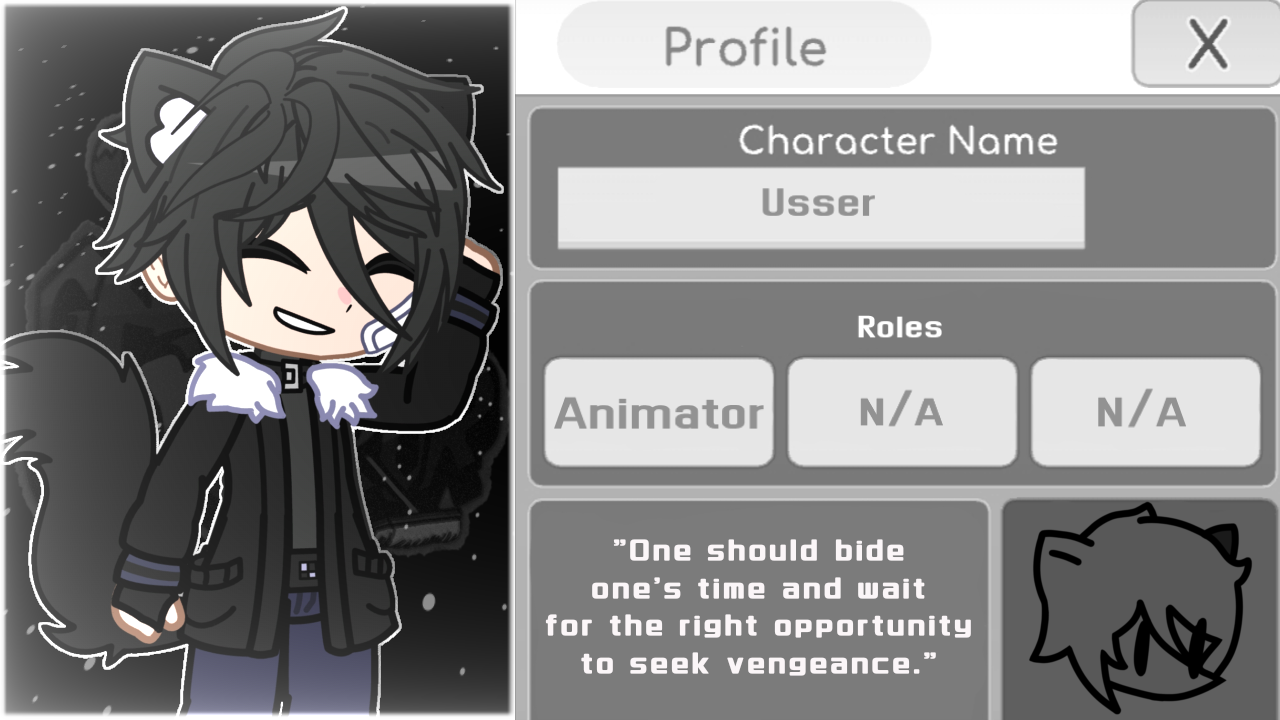 Profile
X
Character Name
Usser
Roles
Animator
N/A
N/A
"One should bide
one's time and wait
for the right opportunity
to seek vengeance."